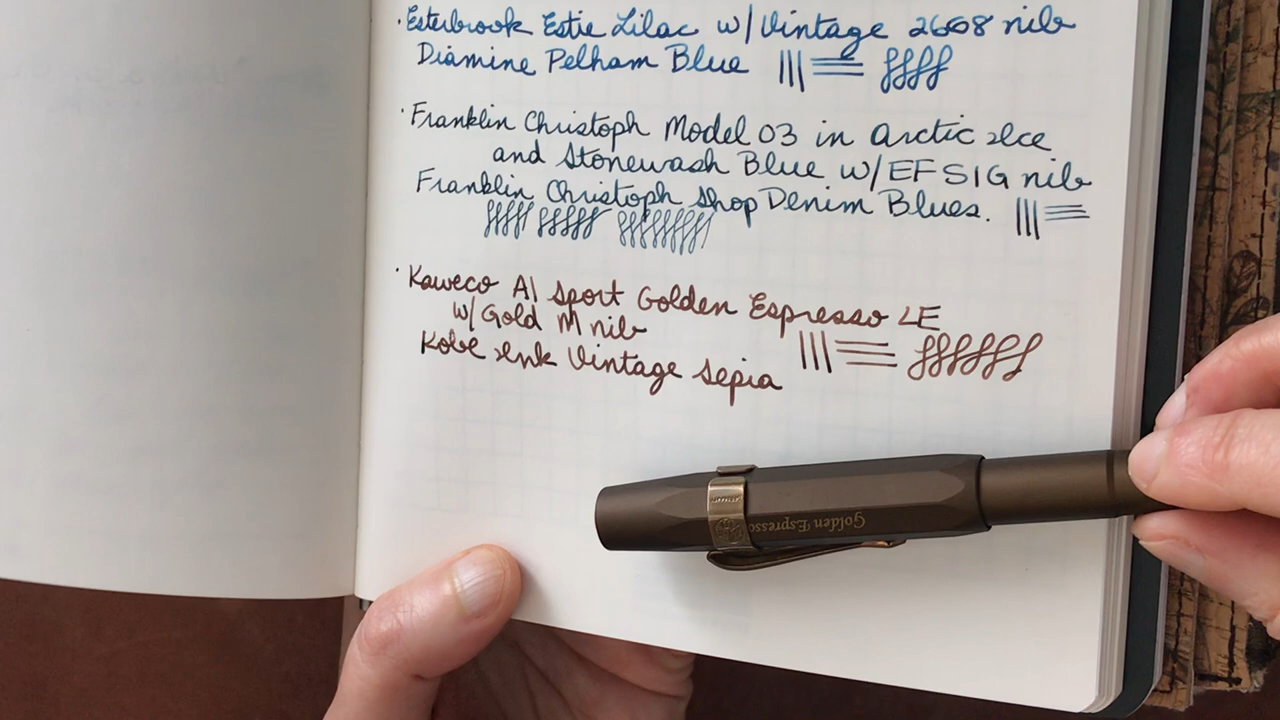 ·Esterbrook Estie Lilac w/Vintage 2668 nib
Diamine Pelham Blue
·Franklin Christoph Model 03 in Arctic Ice
and Stonewash Blue w/EF SIG nib
Franklin Christoph Shop Denim Blues.
·Kaweco Al Sport Golden Espresso LE
w/Gold M nib
Kobe Ink Vintage Sepia
Golden Espresso